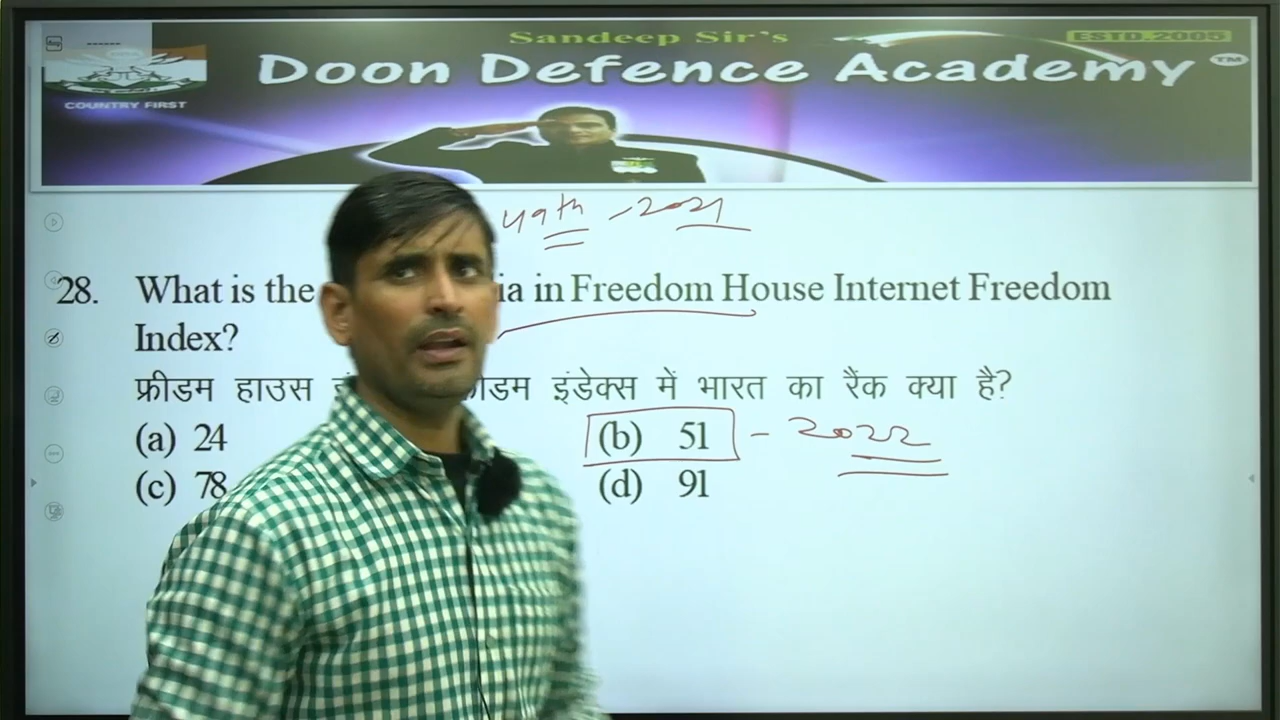 Sandeep Sir's
ESTD.2005
Doon Defence Academy™
COUNTRY FIRST
49th - 2021
28. What is the ia in Freedom House Internet Freedom
Index?
फ्रीडम हाउस डम इंडेक्स में भारत का रैंक क्या है?
(a) 24
(b) 51 - 2022
(c) 78
(d) 91